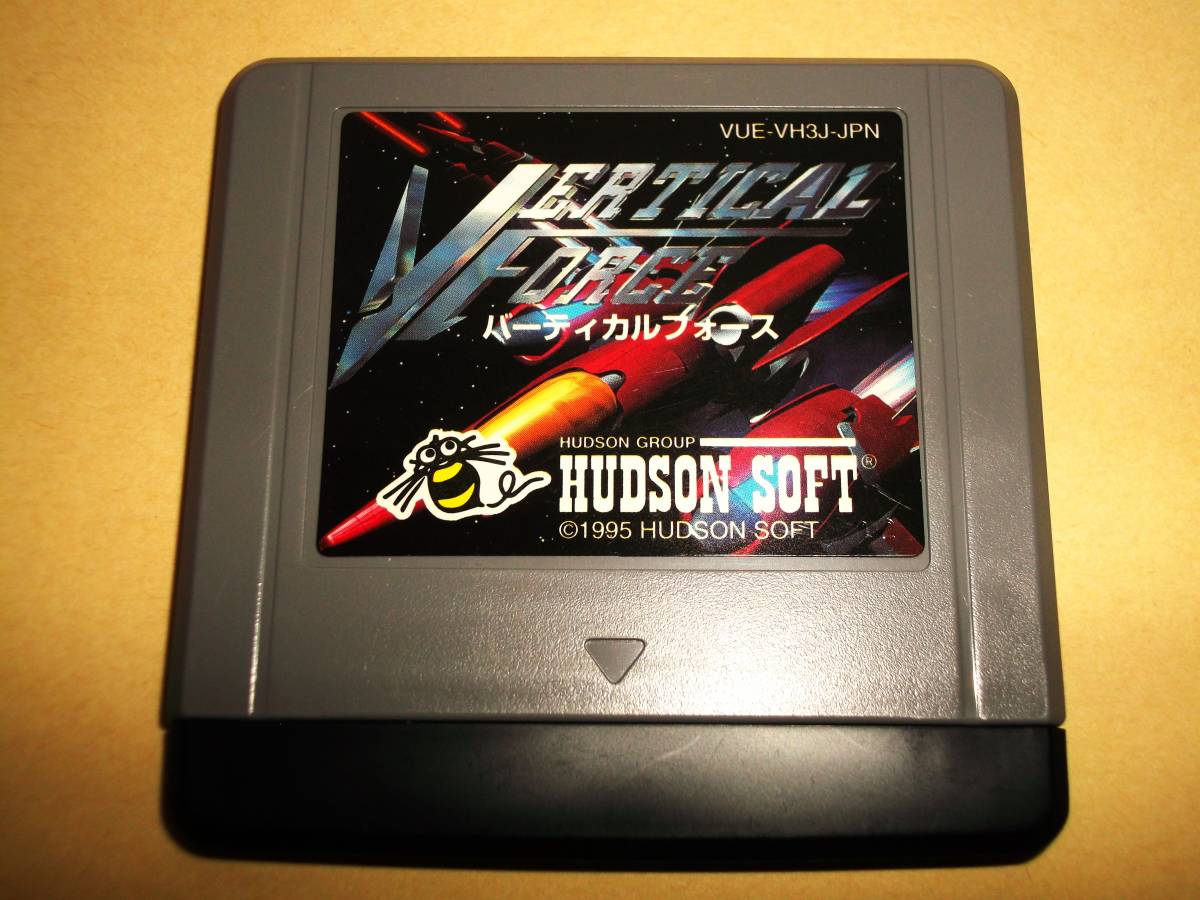 VUE-VH3J-JPN
VERTICAL
FORCE
バーティカルフォース
HUDSON GROUP
HUDSON SOFT®
©1995 HUDSON SOFT